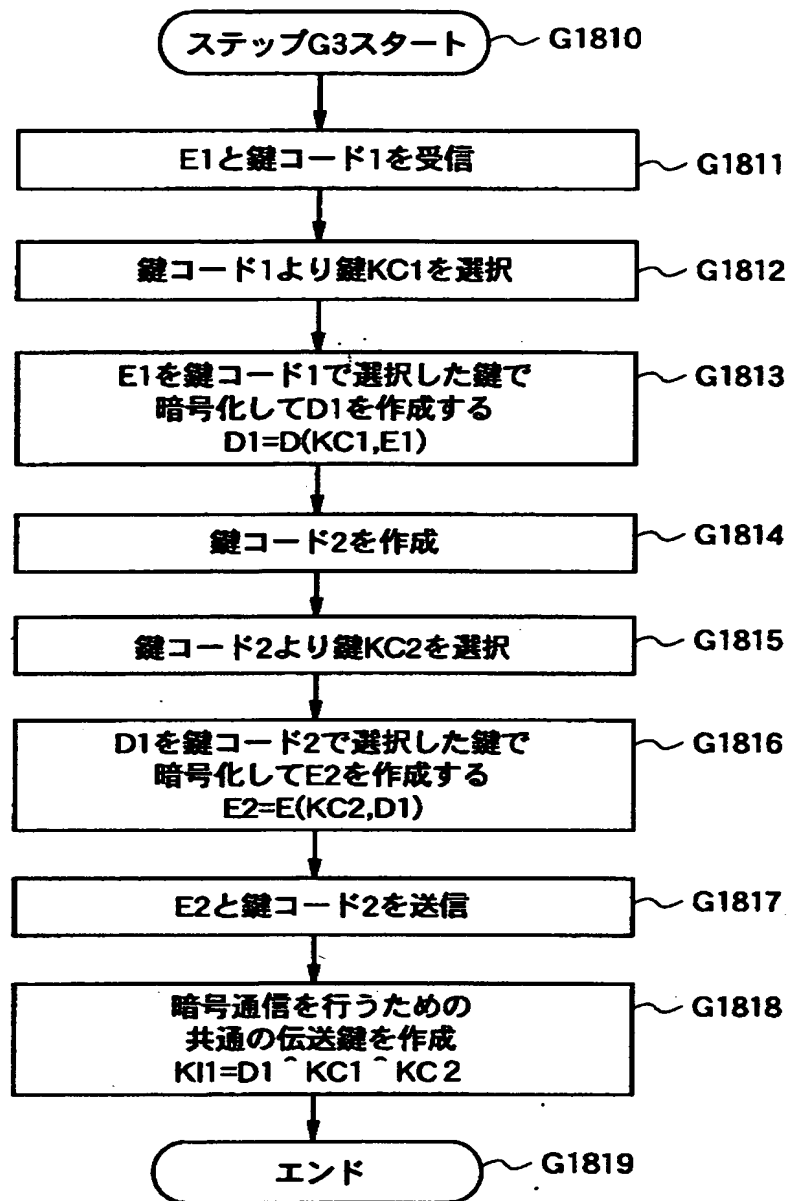 ステップG3スタート
G1810
E1と鍵コード1を受信
G1811
鍵コード1より鍵KC1を選択
G1812
E1を鍵コード1で選択した鍵で
暗号化してD1を作成する
D1=D(KC1,E1)
G1813
鍵コード2を作成
G1814
鍵コード2より鍵KC2を選択
G1815
D1を鍵コード2で選択した鍵で
暗号化してE2を作成する
E2=E(KC2,D1)
G1816
E2と鍵コード2を送信
G1817
暗号通信を行うための
共通の伝送鍵を作成
KI1=D1＾KC1＾KC2
G1818
エンド
G1819